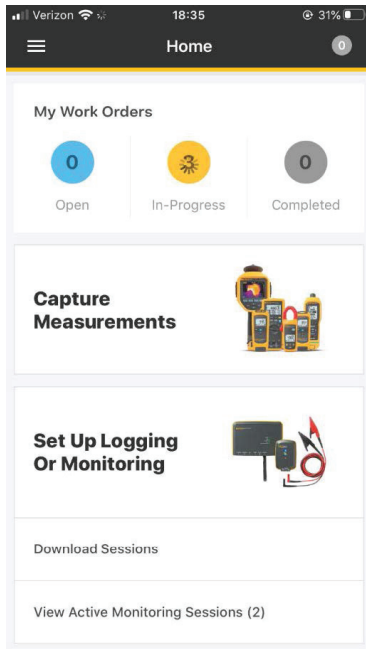 Verizon 18:35 31%
Home 0
My Work Orders
0 3 0
Open In-Progress Completed
Capture
Measurements
Set Up Logging
Or Monitoring
Download Sessions
View Active Monitoring Sessions (2)